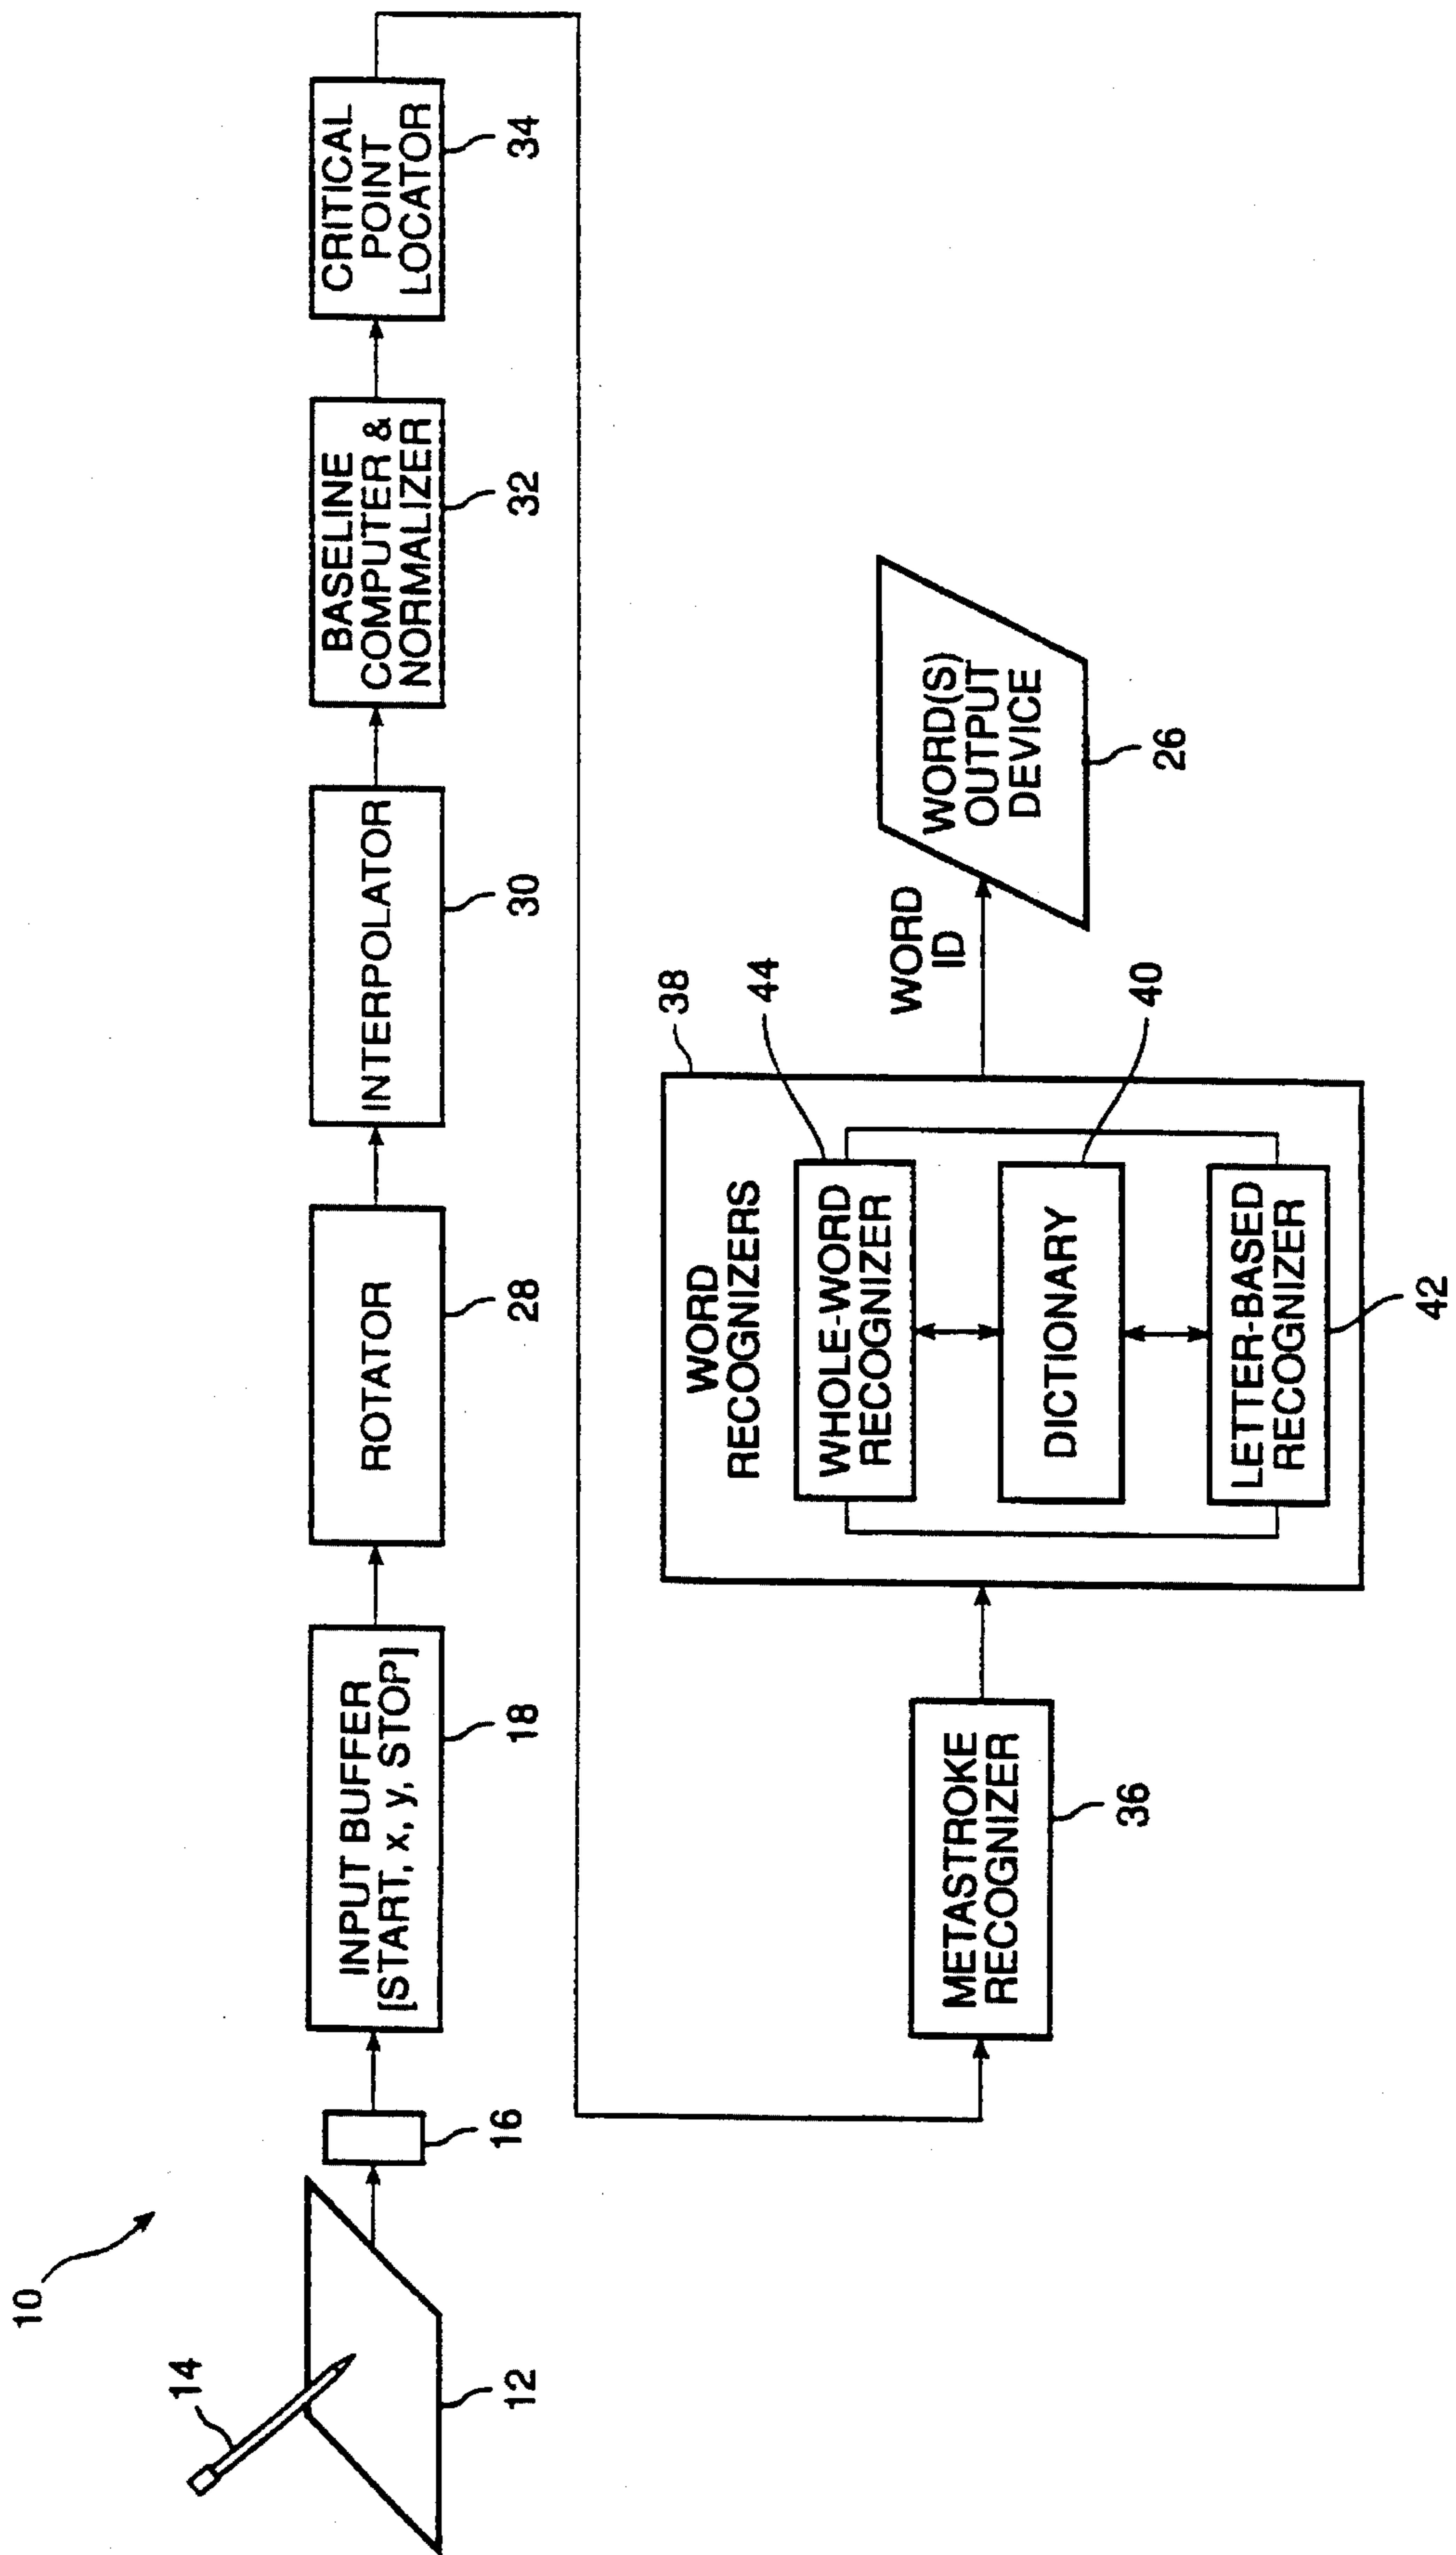 10
14
12
16
INPUT BUFFER
[START, x, y, STOP]
18
ROTATOR
28
INTERPOLATOR
30
BASELINE
COMPUTER &
NORMALIZER
32
CRITICAL
POINT
LOCATOR
34
METASTROKE
RECOGNIZER
36
38
WORD
RECOGNIZERS
WHOLE-WORD
RECOGNIZER
44
DICTIONARY
40
LETTER-BASED
RECOGNIZER
42
WORD
ID
WORD(S)
OUTPUT
DEVICE
26